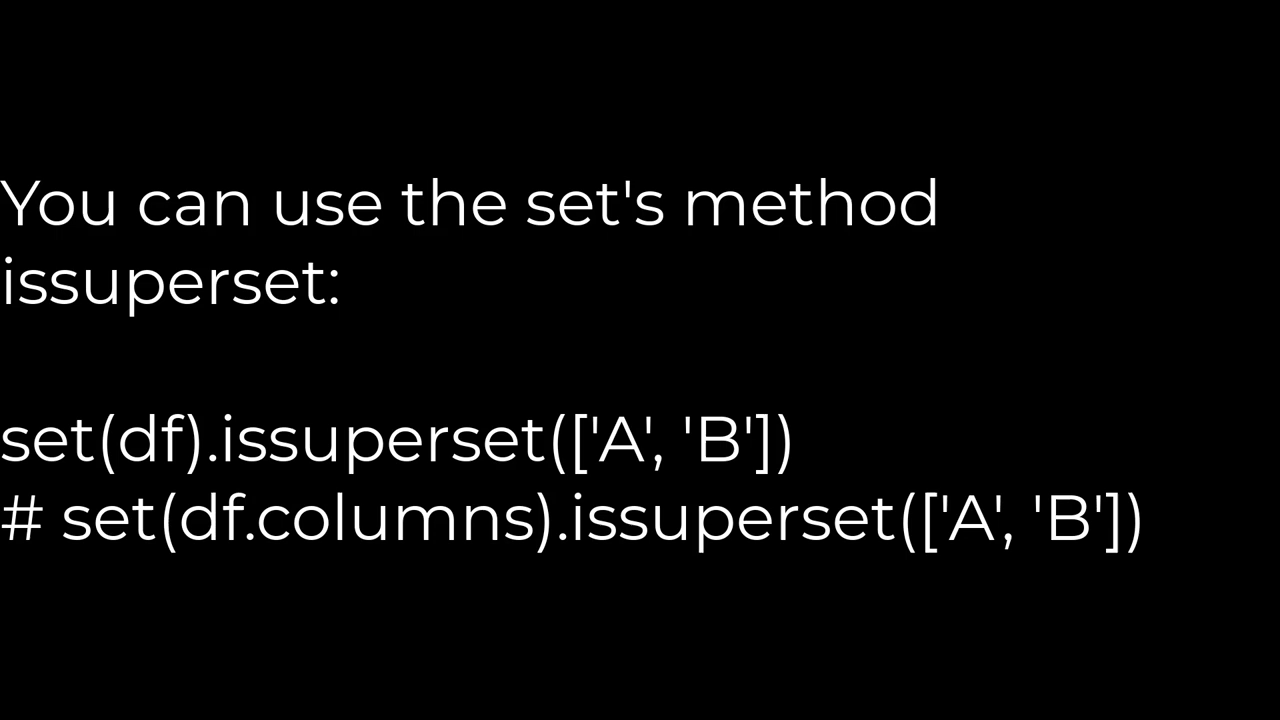 You can use the set's method
issuperset:
set(df).issuperset(['A', 'B'])
# set(df.columns).issuperset(['A', 'B'])